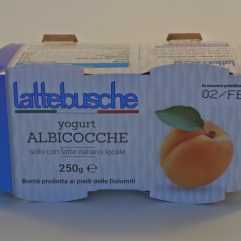 lattebusche
yogurt
ALBICOCCHE
solo con latte italiano locale
250g ℮
Bontà prodotta ai piedi delle Dolomiti
02/FE